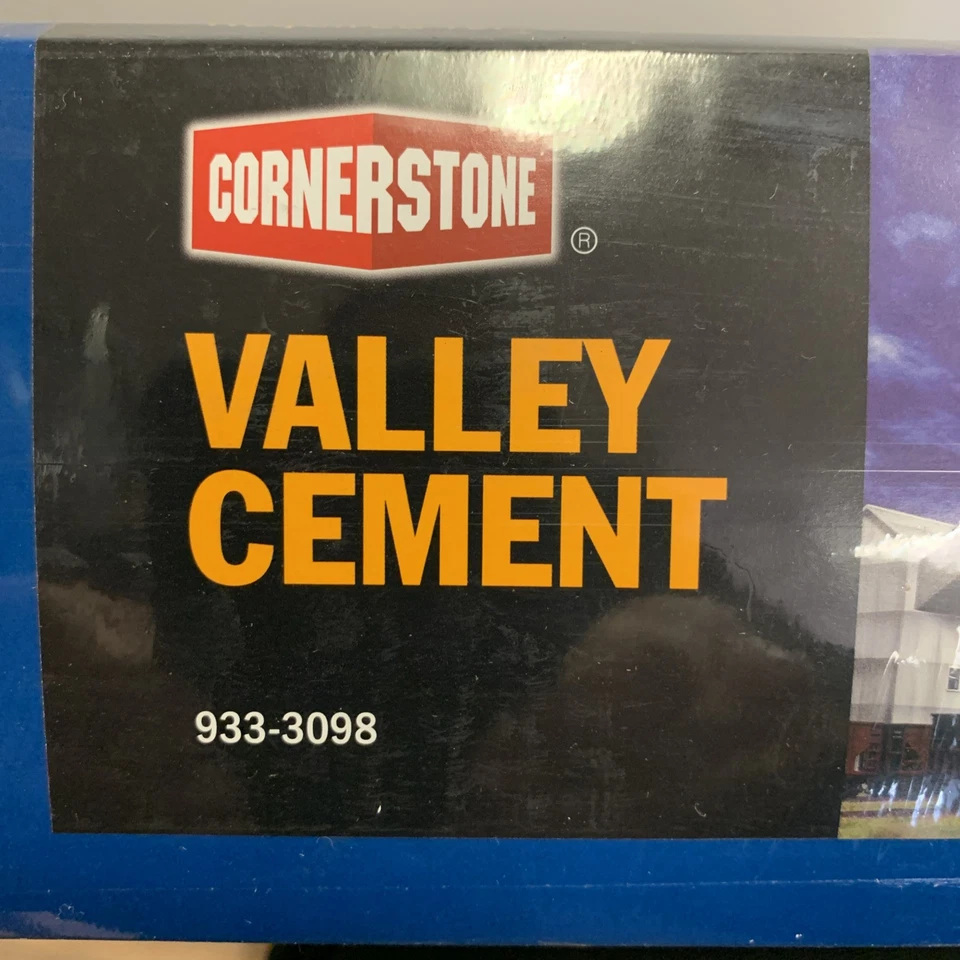 CORNERSTONE
®
VALLEY
CEMENT
933-3098